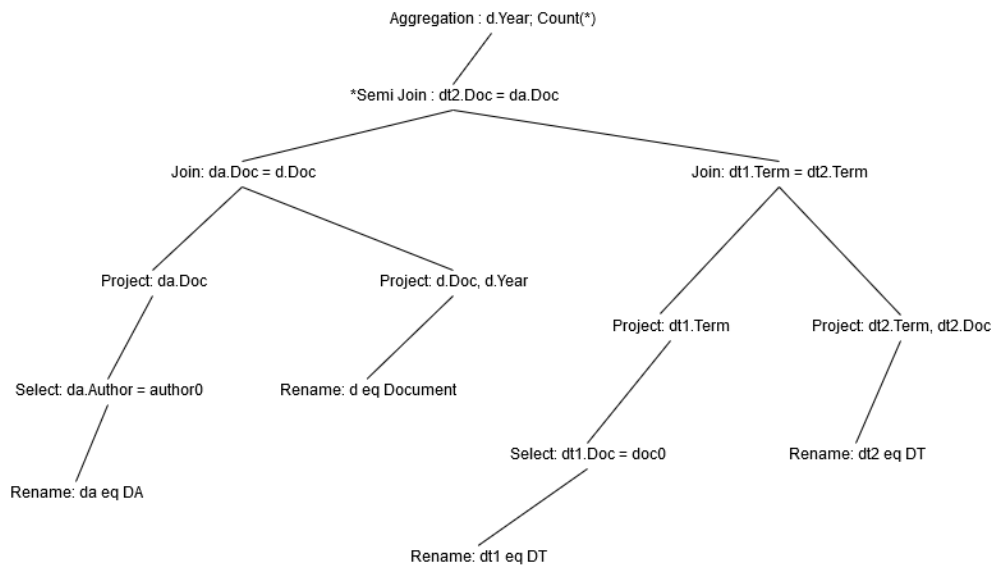 Aggregation : d.Year; Count(*)
*Semi Join : dt2.Doc = da.Doc
Join: da.Doc = d.Doc
Join: dt1.Term = dt2.Term
Project: da.Doc
Project: d.Doc, d.Year
Project: dt1.Term
Project: dt2.Term, dt2.Doc
Select: da.Author = author0
Rename: d eq Document
Select: dt1.Doc = doc0
Rename: dt2 eq DT
Rename: da eq DA
Rename: dt1 eq DT